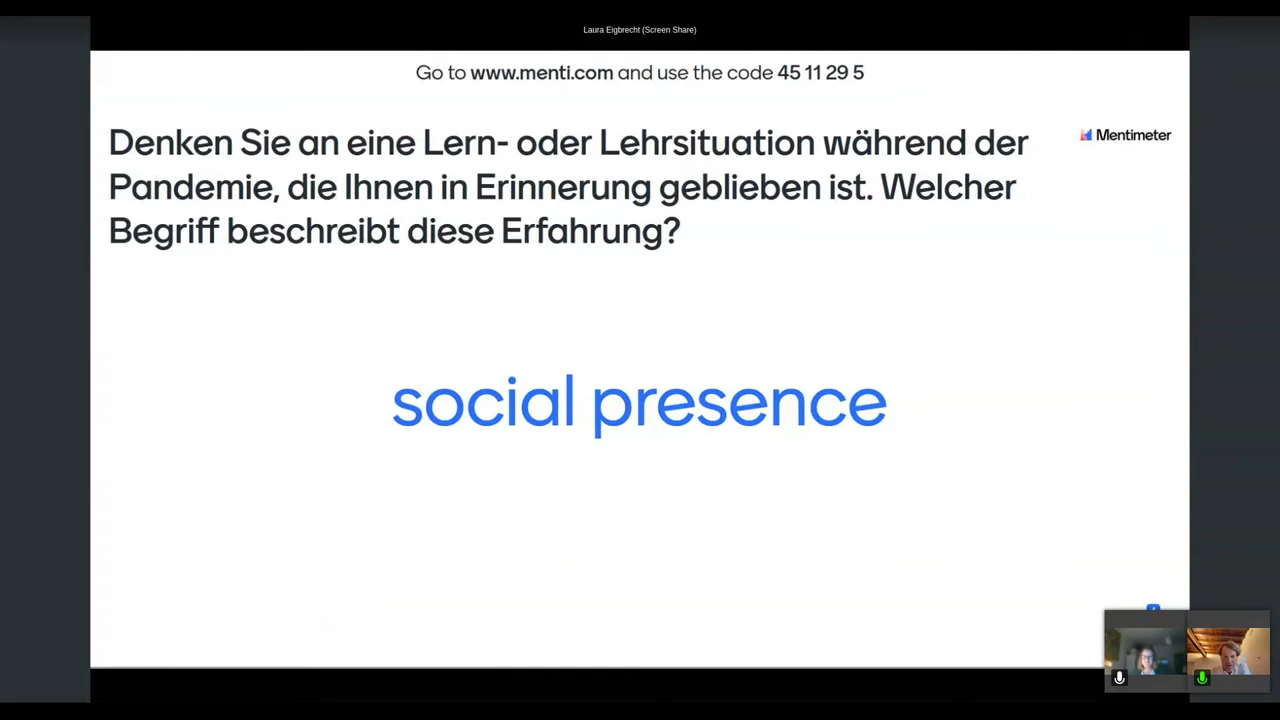 Laura Eigbrecht (Screen Share)
Go to www.menti.com and use the code 45 11 29 5
Denken Sie an eine Lern- oder Lehrsituation während der
Mentimeter
Pandemie, die Ihnen in Erinnerung geblieben ist. Welcher
Begriff beschreibt diese Erfahrung?
social presence